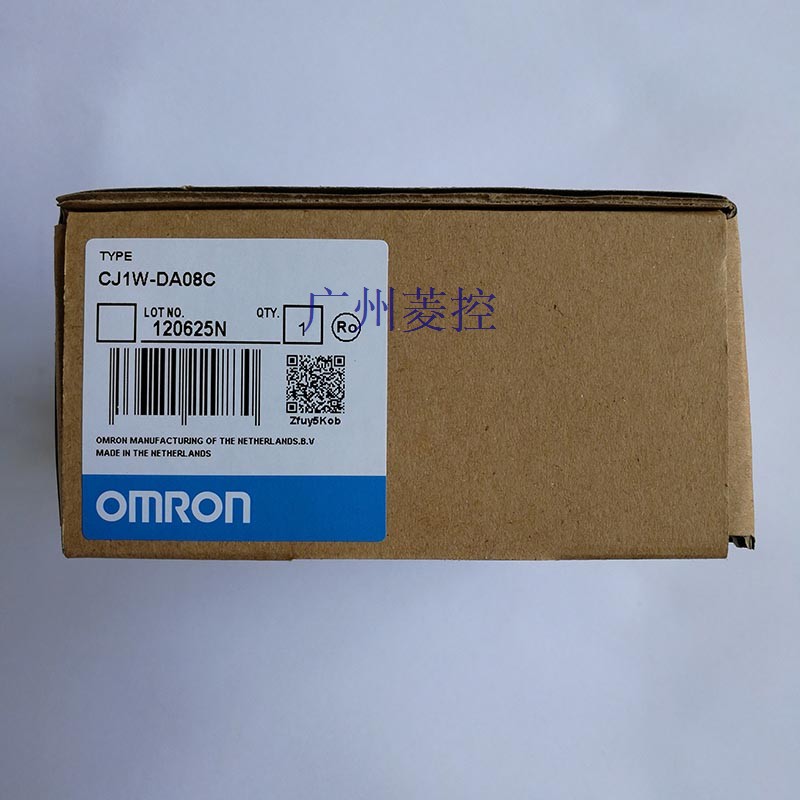 TYPE
CJ1W-DA08C
LOT NO. QTY.
120625N 1 Ro
广州菱控
Zfuy5Kob
OMRON MANUFACTURING OF THE NETHERLANDS.B.V
MADE IN THE NETHERLANDS
OMRON